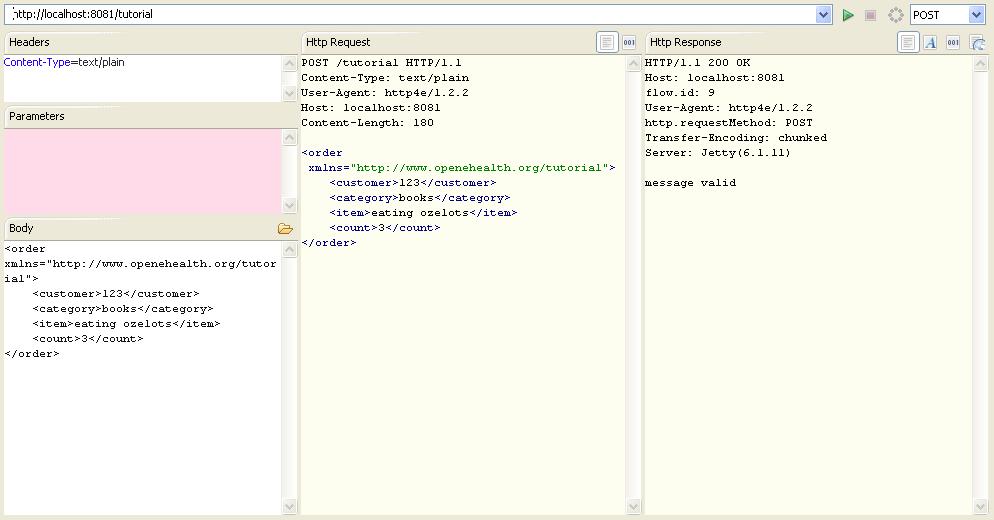 http://localhost:8081/tutorial POST
Headers
Content-Type=text/plain
Parameters
Body
<order
xmlns="http://www.openehealth.org/tutor
ial">
    <customer>123</customer>
    <category>books</category>
    <item>eating ozelots</item>
    <count>3</count>
</order>
Http Request 001
POST /tutorial HTTP/1.1
Content-Type: text/plain
User-Agent: http4e/1.2.2
Host: localhost:8081
Content-Length: 180
<order
 xmlns="http://www.openehealth.org/tutorial">
    <customer>123</customer>
    <category>books</category>
    <item>eating ozelots</item>
    <count>3</count>
</order>
Http Response A 001
HTTP/1.1 200 OK
Host: localhost:8081
flow.id: 9
User-Agent: http4e/1.2.2
http.requestMethod: POST
Transfer-Encoding: chunked
Server: Jetty(6.1.11)
message valid